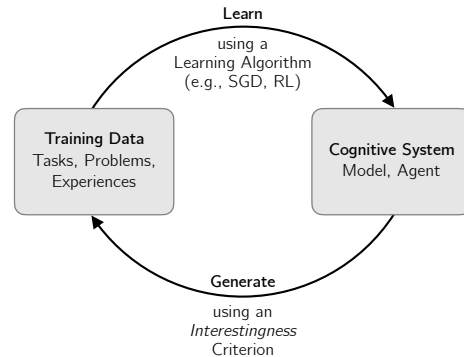 Learn
using a
Learning Algorithm
(e.g., SGD, RL)
Training Data
Tasks, Problems,
Experiences
Cognitive System
Model, Agent
Generate
using an
Interestingness
Criterion